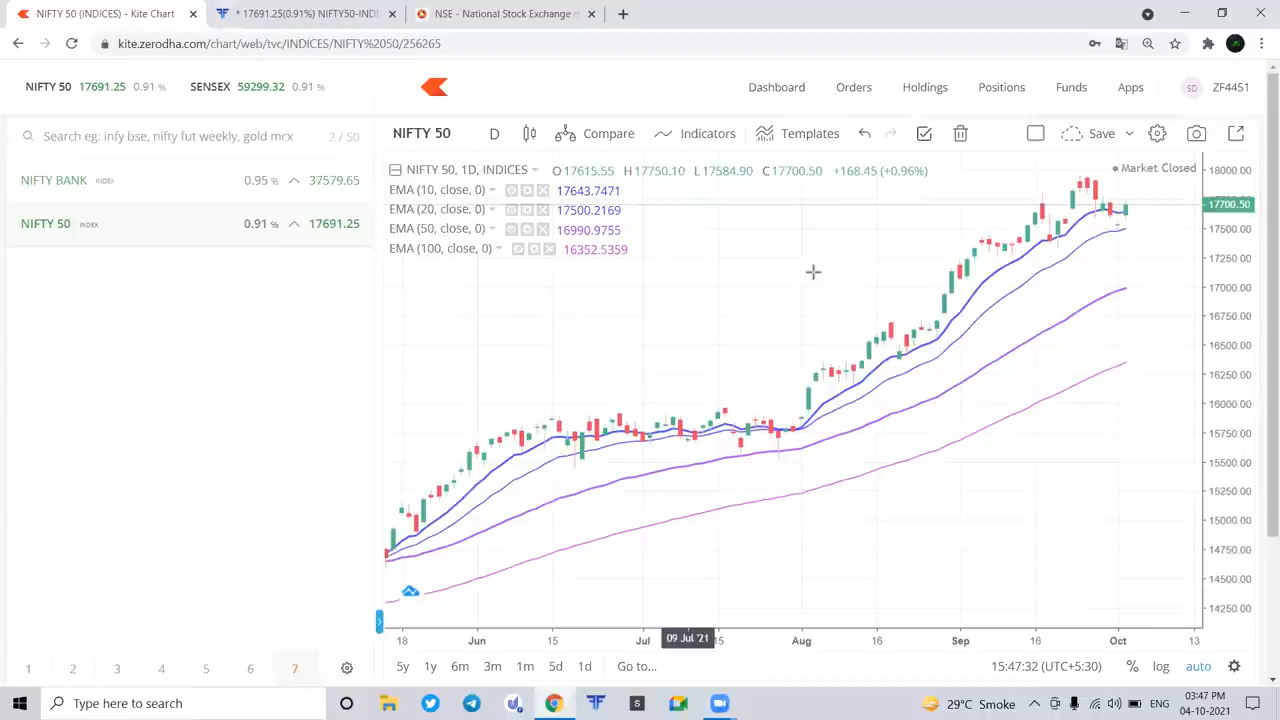 NIFTY 50 (INDICES) - Kite Chart
* 17691.25(0.91%) NIFTY50-IND
NSE - National Stock Exchange o
kite.zerodha.com/chart/web/tvc/INDICES/NIFTY%2050/256265
NIFTY 50 17691.25 0.91 % SENSEX 59299.32 0.91 %
Dashboard Orders Holdings Positions Funds Apps SD ZF4451
Search eg: infy bse, nifty fut weekly, gold mcx 2 / 50
NIFTY BANK INDEX 0.95 % 37579.65
NIFTY 50 INDEX 0.91 % 17691.25
NIFTY 50 D Compare Indicators Templates Save
NIFTY 50, 1D, INDICES O17615.55 H17750.10 L17584.90 C17700.50 +168.45 (+0.96%)
Market Closed
EMA (10, close, 0) 17643.7471
EMA (20, close, 0) 17500.2169
EMA (50, close, 0) 16990.9755
EMA (100, close, 0) 16352.5359
18000.00
17700.50
17500.00
17250.00
17000.00
16750.00
16500.00
16250.00
16000.00
15750.00
15500.00
15250.00
15000.00
14750.00
14500.00
14250.00
18 Jun 15 Jul 09 Jul '21 15 Aug 16 Sep 16 Oct 13
1 2 3 4 5 6 7
5y 1y 6m 3m 1m 5d 1d Go to...
15:47:32 (UTC+5:30) % log auto
Type here to search
29°C Smoke ENG
03:47 PM
04-10-2021